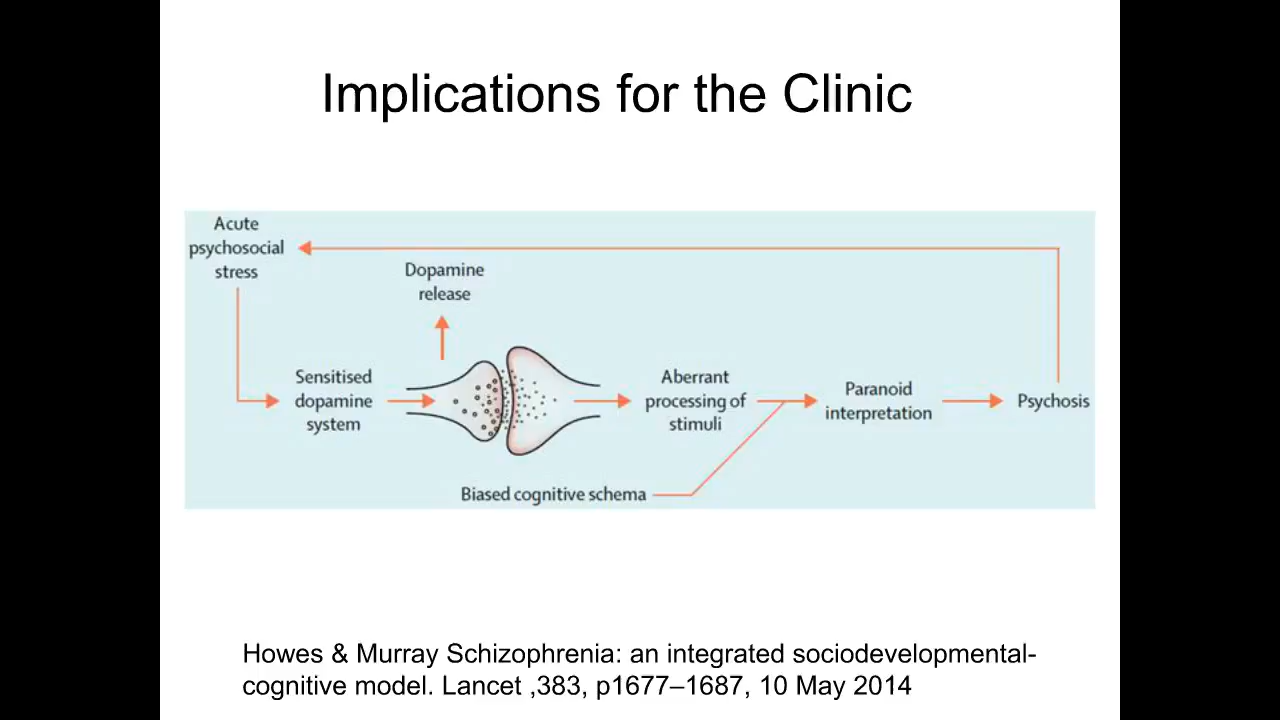 Implications for the Clinic
Acute
psychosocial
stress
Dopamine
release
Sensitised
dopamine
system
Aberrant
processing of
stimuli
Paranoid
interpretation
Psychosis
Biased cognitive schema
Howes & Murray Schizophrenia: an integrated sociodevelopmental-
cognitive model. Lancet ,383, p1677–1687, 10 May 2014